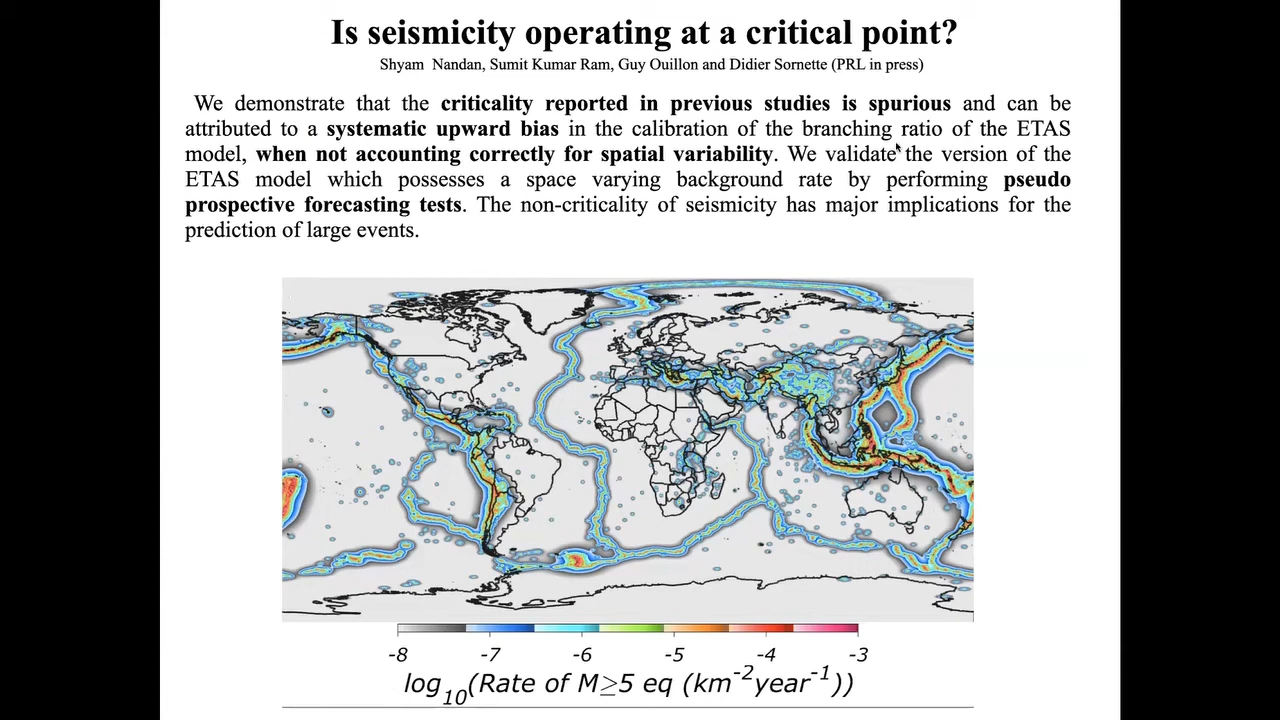 Is seismicity operating at a critical point?
Shyam Nandan, Sumit Kumar Ram, Guy Ouillon and Didier Sornette (PRL in press)
We demonstrate that the criticality reported in previous studies is spurious and can be
attributed to a systematic upward bias in the calibration of the branching ratio of the ETAS
model, when not accounting correctly for spatial variability. We validate the version of the
ETAS model which possesses a space varying background rate by performing pseudo
prospective forecasting tests. The non-criticality of seismicity has major implications for the
prediction of large events.
-8 -7 -6 -5 -4 -3
log10(Rate of M≥5 eq (km-2year-1))